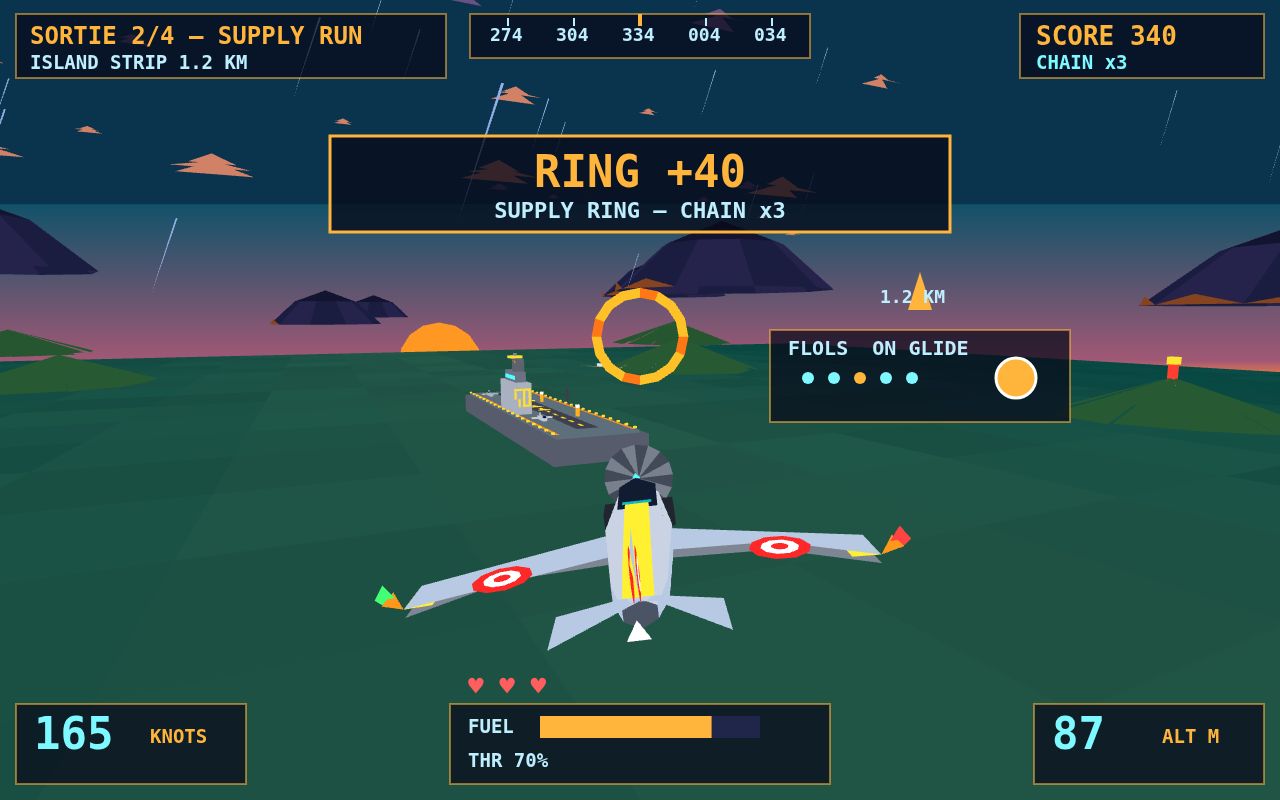 SORTIE 2/4 — SUPPLY RUN
ISLAND STRIP 1.2 KM
274 304 334 004 034
SCORE 340
CHAIN x3
RING +40
SUPPLY RING — CHAIN x3
1.2 KM
FLOLS ON GLIDE
165 KNOTS
FUEL
THR 70%
87 ALT M